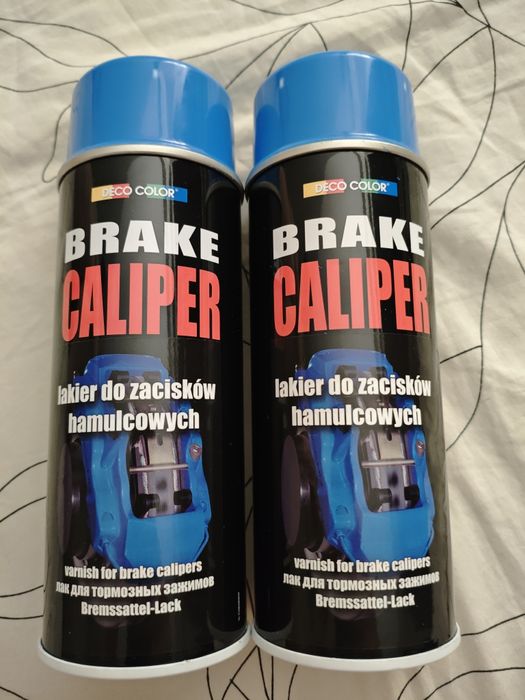 DECO COLOR®
BRAKE
CALIPER
lakier do zacisków
hamulcowych
varnish for brake calipers
лак для тормозных зажимов
Bremssattel-Lack
DECO COLOR®
BRAKE
CALIPER
lakier do zacisków
hamulcowych
varnish for brake calipers
лак для тормозных зажимов
Bremssattel-Lack